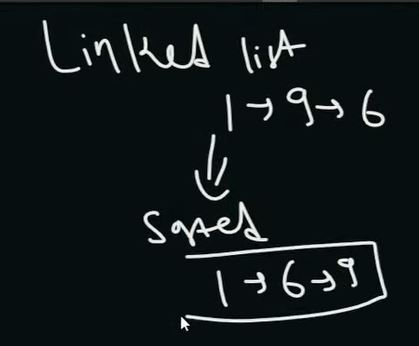 Linked list
1 → 9 → 6
Sorted
1 → 6 → 9